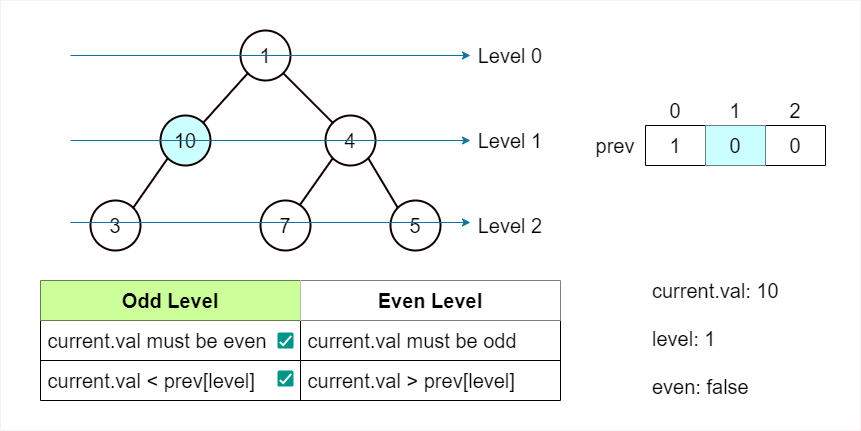 1
Level 0
10
4
Level 1
3
7
5
Level 2
0 1 2
prev 1 0 0
Odd Level Even Level
current.val must be even current.val must be odd
current.val < prev[level] current.val > prev[level]
current.val: 10
level: 1
even: false